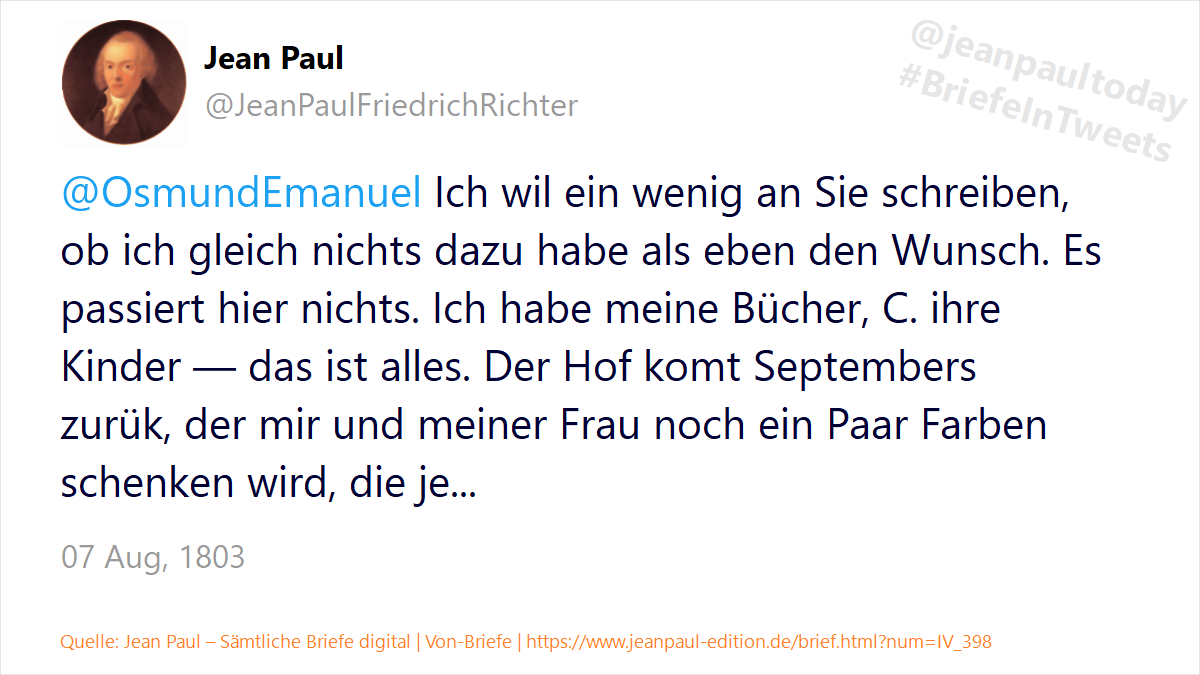 Jean Paul
@JeanPaulFriedrichRichter
@jeanpaultoday
#BriefeInTweets
@OsmundEmanuel Ich wil ein wenig an Sie schreiben,
ob ich gleich nichts dazu habe als eben den Wunsch. Es
passiert hier nichts. Ich habe meine Bücher, C. ihre
Kinder — das ist alles. Der Hof komt Septembers
zurük, der mir und meiner Frau noch ein Paar Farben
schenken wird, die je...
07 Aug, 1803
Quelle: Jean Paul – Sämtliche Briefe digital | Von-Briefe | https://www.jeanpaul-edition.de/brief.html?num=IV_398